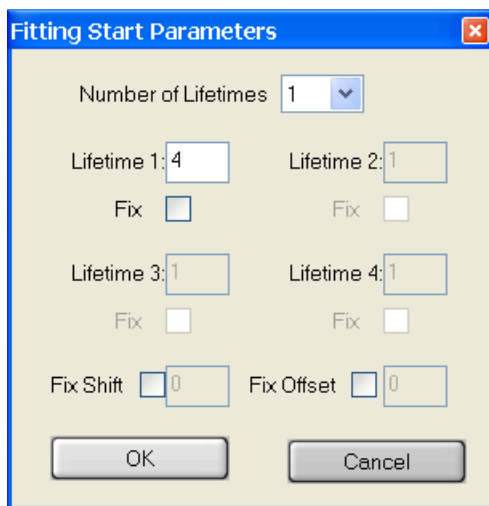 Fitting Start Parameters
Number of Lifetimes 1
Lifetime 1: 4 Lifetime 2: 1
Fix Fix
Lifetime 3: 1 Lifetime 4: 1
Fix Fix
Fix Shift 0 Fix Offset 0
OK Cancel